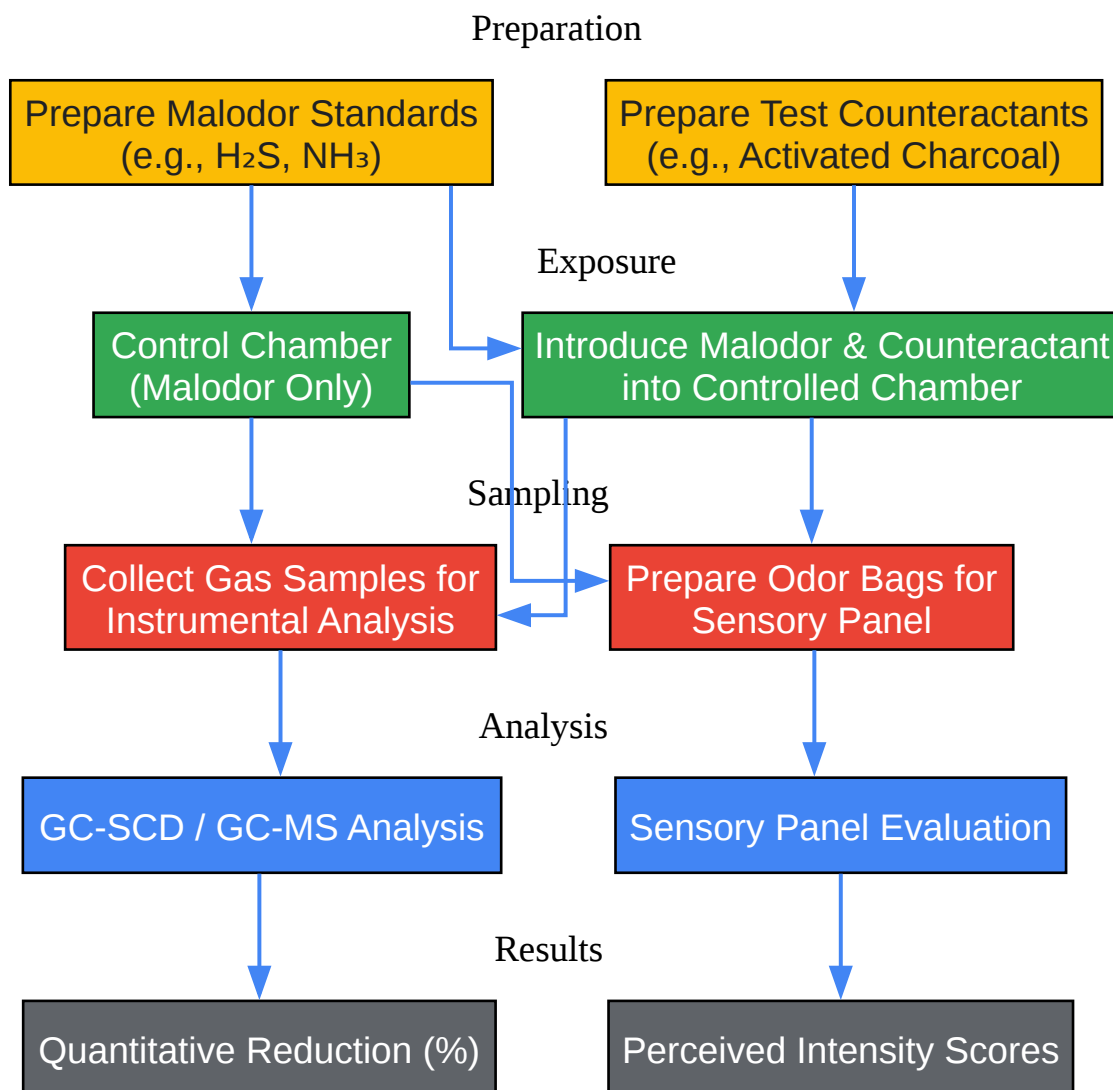 Preparation
Prepare Malodor Standards
(e.g., H₂S, NH₃)
Prepare Test Counteractants
(e.g., Activated Charcoal)
Exposure
Control Chamber
(Malodor Only)
Introduce Malodor & Counteractant
into Controlled Chamber
Sampling
Collect Gas Samples for
Instrumental Analysis
Prepare Odor Bags for
Sensory Panel
Analysis
GC-SCD / GC-MS Analysis
Sensory Panel Evaluation
Results
Quantitative Reduction (%)
Perceived Intensity Scores